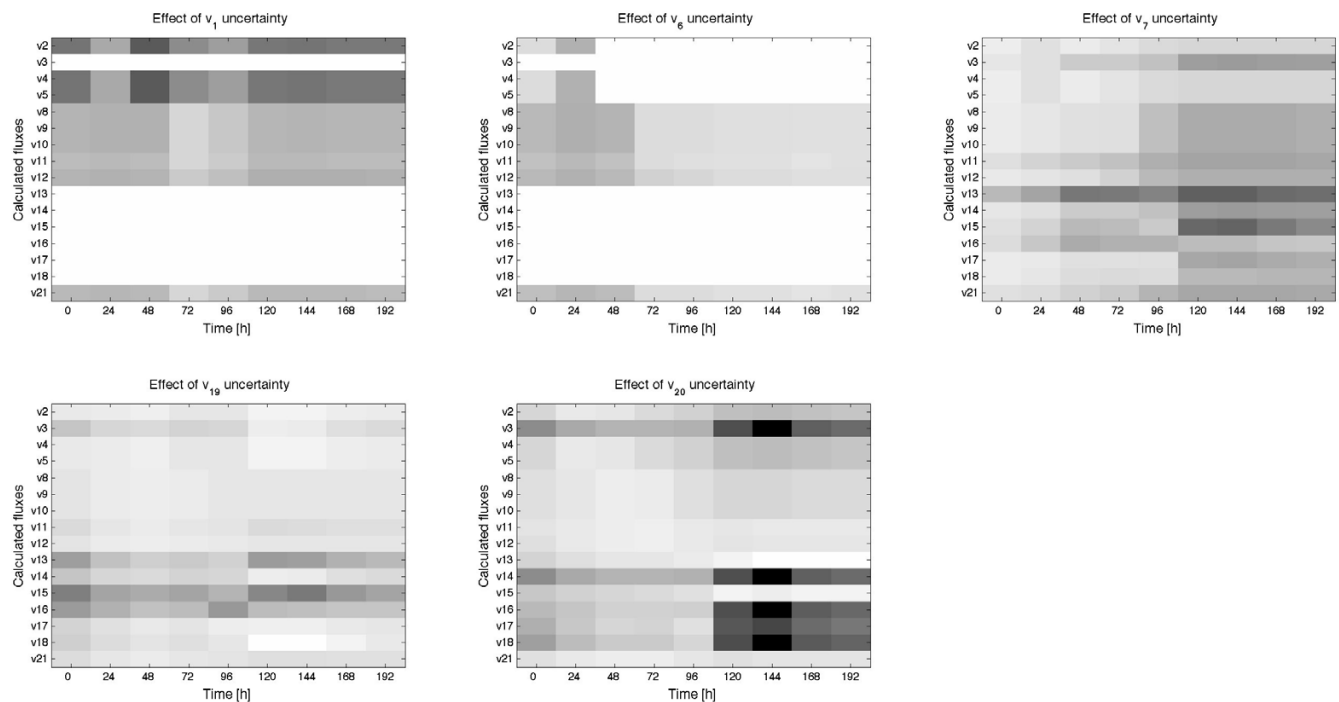 Effect of v1 uncertainty
Calculated fluxes
v2
v3
v4
v5
v8
v9
v10
v11
v12
v13
v14
v15
v16
v17
v18
v21
0 24 48 72 96 120 144 168 192
Time [h]
Effect of v6 uncertainty
Calculated fluxes
v2
v3
v4
v5
v8
v9
v10
v11
v12
v13
v14
v15
v16
v17
v18
v21
0 24 48 72 96 120 144 168 192
Time [h]
Effect of v7 uncertainty
Calculated fluxes
v2
v3
v4
v5
v8
v9
v10
v11
v12
v13
v14
v15
v16
v17
v18
v21
0 24 48 72 96 120 144 168 192
Time [h]
Effect of v19 uncertainty
Calculated fluxes
v2
v3
v4
v5
v8
v9
v10
v11
v12
v13
v14
v15
v16
v17
v18
v21
0 24 48 72 96 120 144 168 192
Time [h]
Effect of v20 uncertainty
Calculated fluxes
v2
v3
v4
v5
v8
v9
v10
v11
v12
v13
v14
v15
v16
v17
v18
v21
0 24 48 72 96 120 144 168 192
Time [h]